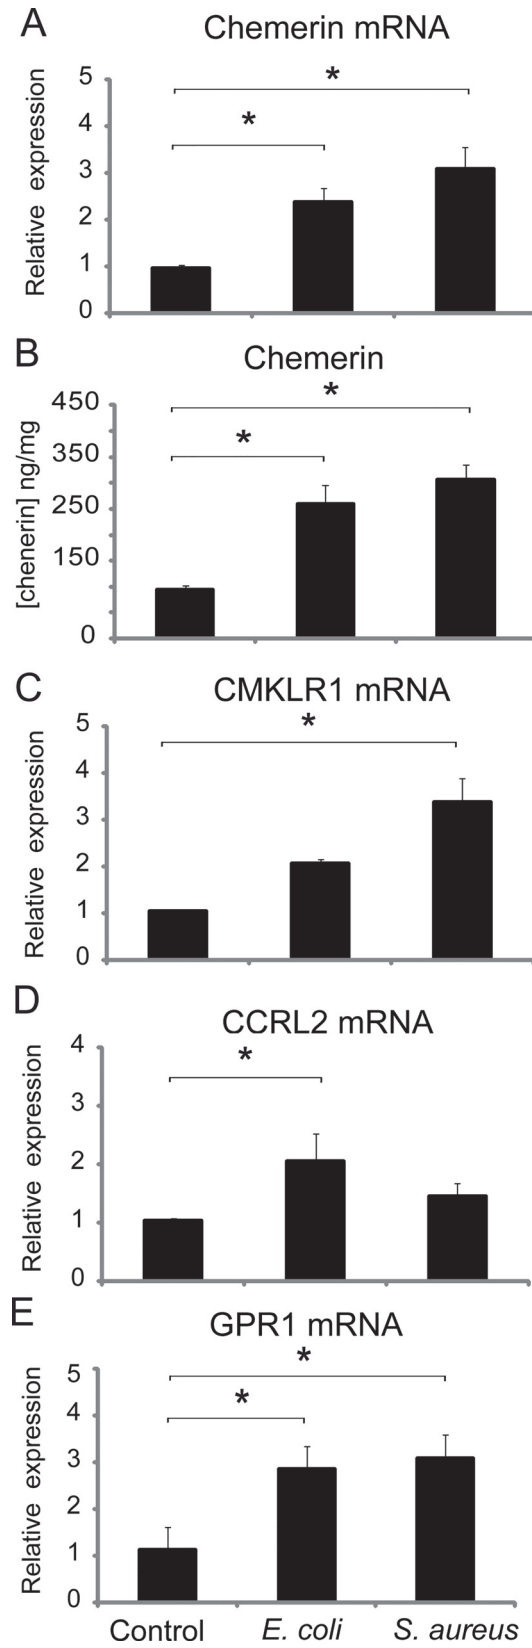 A
Chemerin mRNA
Relative expression
5
4
3
2
1
0
*
*
B
Chemerin
[chenerin] ng/mg
450
350
250
150
0
*
*
C
CMKLR1 mRNA
Relative expression
5
4
3
2
1
0
*
D
CCRL2 mRNA
Relative expression
4
3
2
1
0
*
E
GPR1 mRNA
Relative expression
5
4
3
2
1
0
*
*
Control E. coli S. aureus